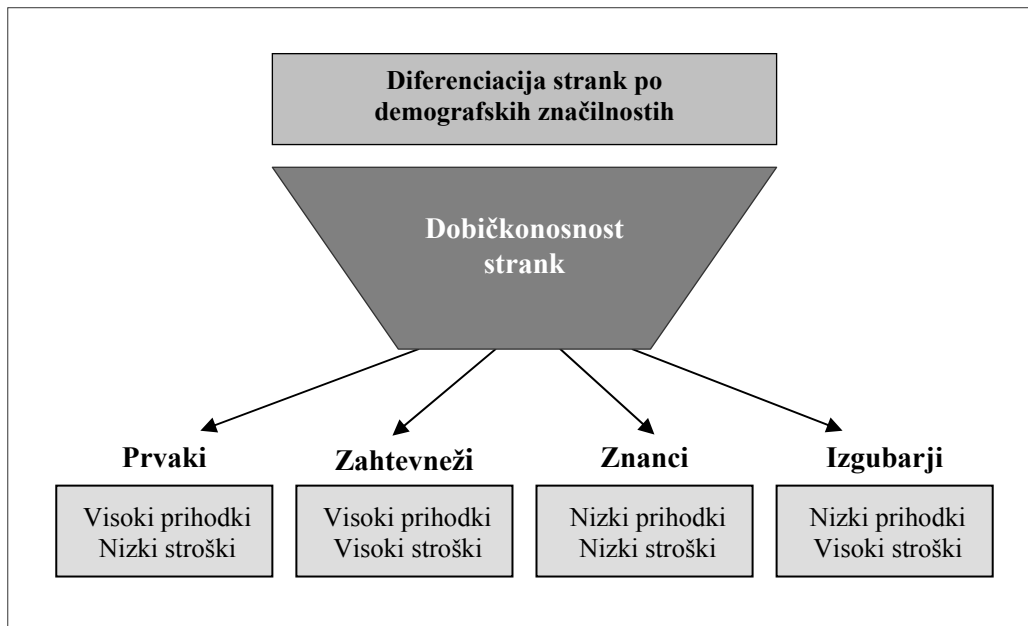 Diferenciacija strank po
demografskih značilnostih
Dobičkonosnost
strank
Prvaki
Visoki prihodki
Nizki stroški
Zahtevneži
Visoki prihodki
Visoki stroški
Znanci
Nizki prihodki
Nizki stroški
Izgubarji
Nizki prihodki
Visoki stroški